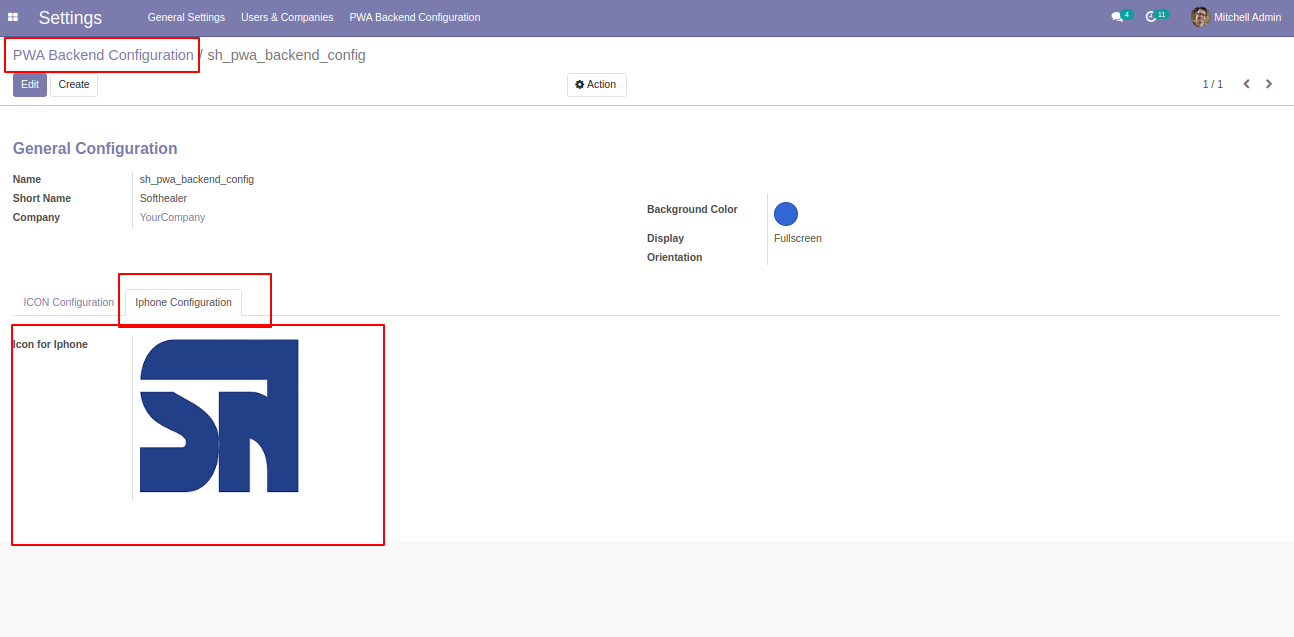 Settings General Settings Users & Companies PWA Backend Configuration 4 11 Mitchell Admin
PWA Backend Configuration / sh_pwa_backend_config
Edit Create Action 1 / 1
General Configuration
Name sh_pwa_backend_config
Short Name Softhealer
Company YourCompany
Background Color
Display Fullscreen
Orientation
ICON Configuration Iphone Configuration
Icon for Iphone